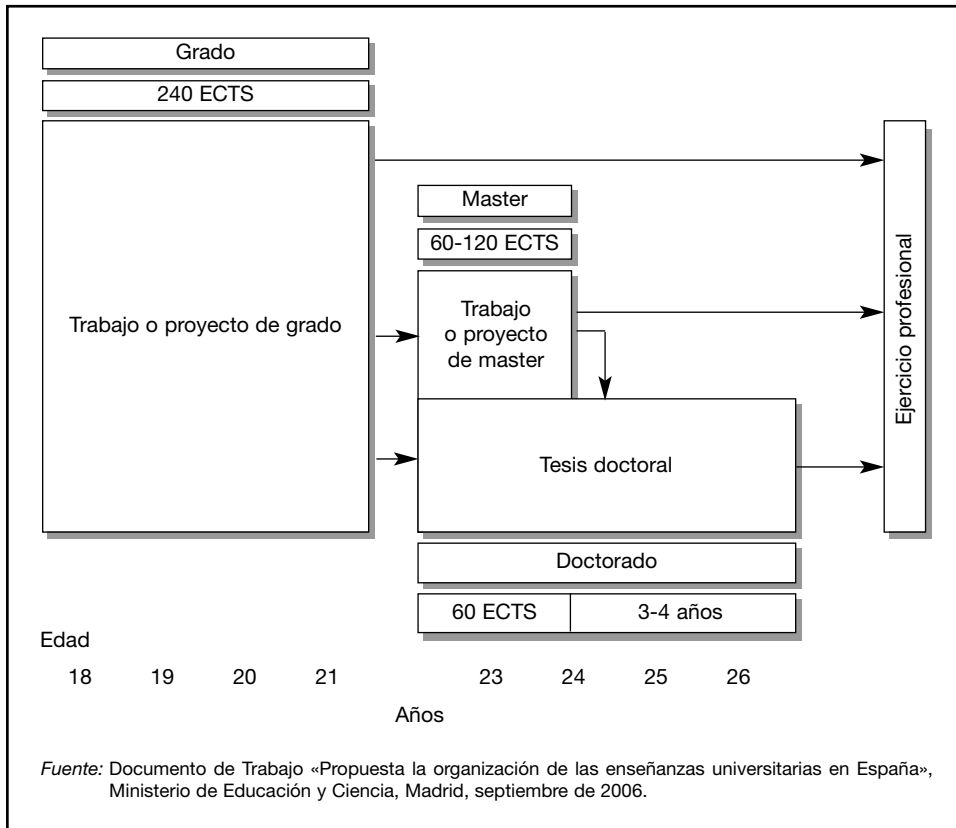 Grado
240 ECTS
Trabajo o proyecto de grado
Master
60-120 ECTS
Trabajo
o proyecto
de master
Tesis doctoral
Doctorado
60 ECTS
3-4 años
Ejercicio profesional
Edad
18 19 20 21 23 24 25 26
Años
Fuente: Documento de Trabajo «Propuesta la organización de las enseñanzas universitarias en España»,
Ministerio de Educación y Ciencia, Madrid, septiembre de 2006.